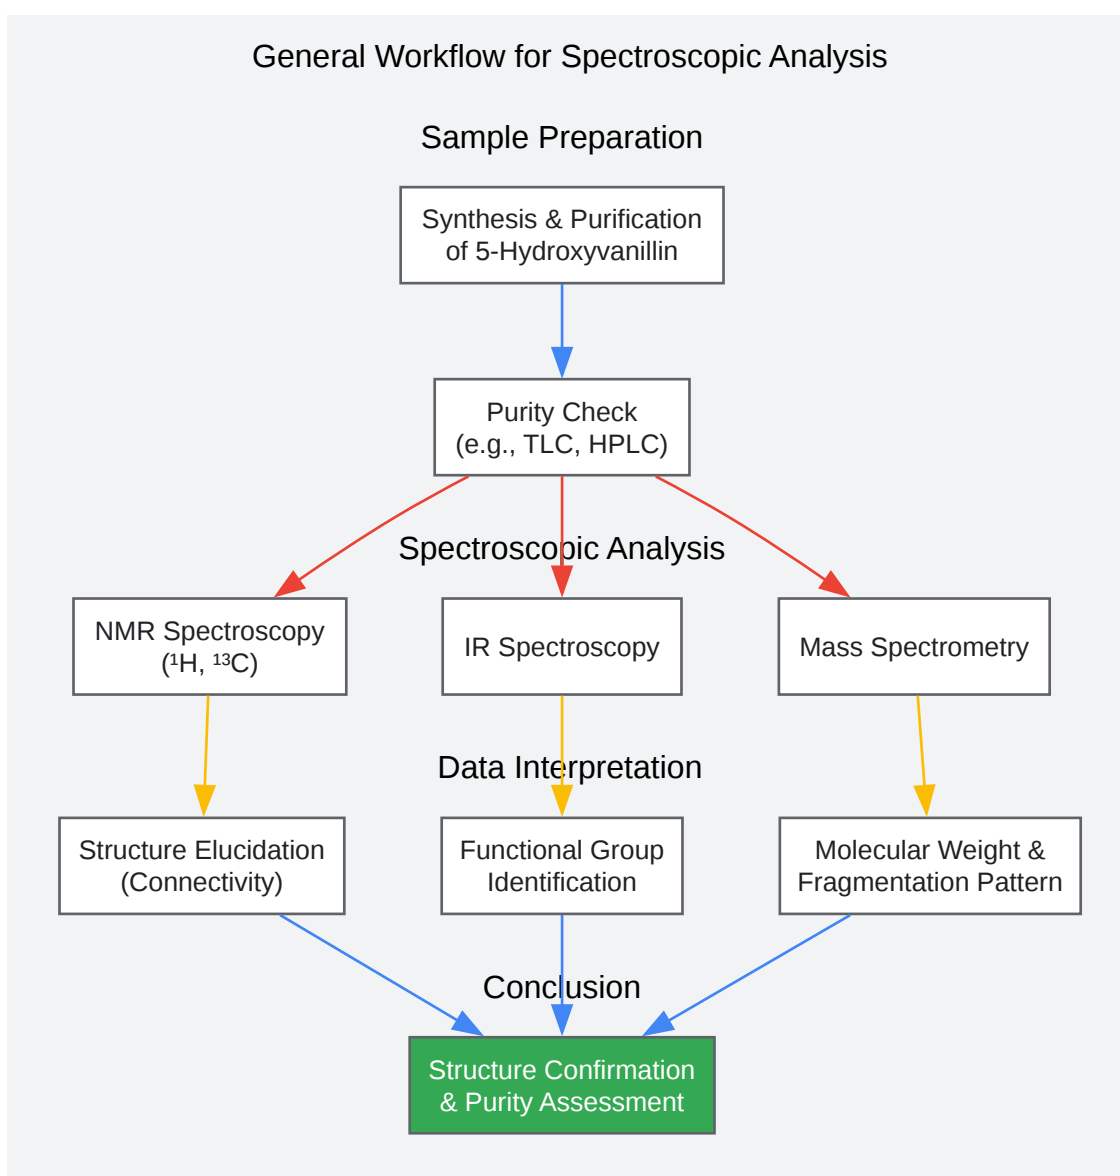 General Workflow for Spectroscopic Analysis
Sample Preparation
Synthesis & Purification
of 5-Hydroxyvanillin
Purity Check
(e.g., TLC, HPLC)
Spectroscopic Analysis
NMR Spectroscopy
(¹H, ¹³C)
IR Spectroscopy
Mass Spectrometry
Data Interpretation
Structure Elucidation
(Connectivity)
Functional Group
Identification
Molecular Weight &
Fragmentation Pattern
Conclusion
Structure Confirmation
& Purity Assessment